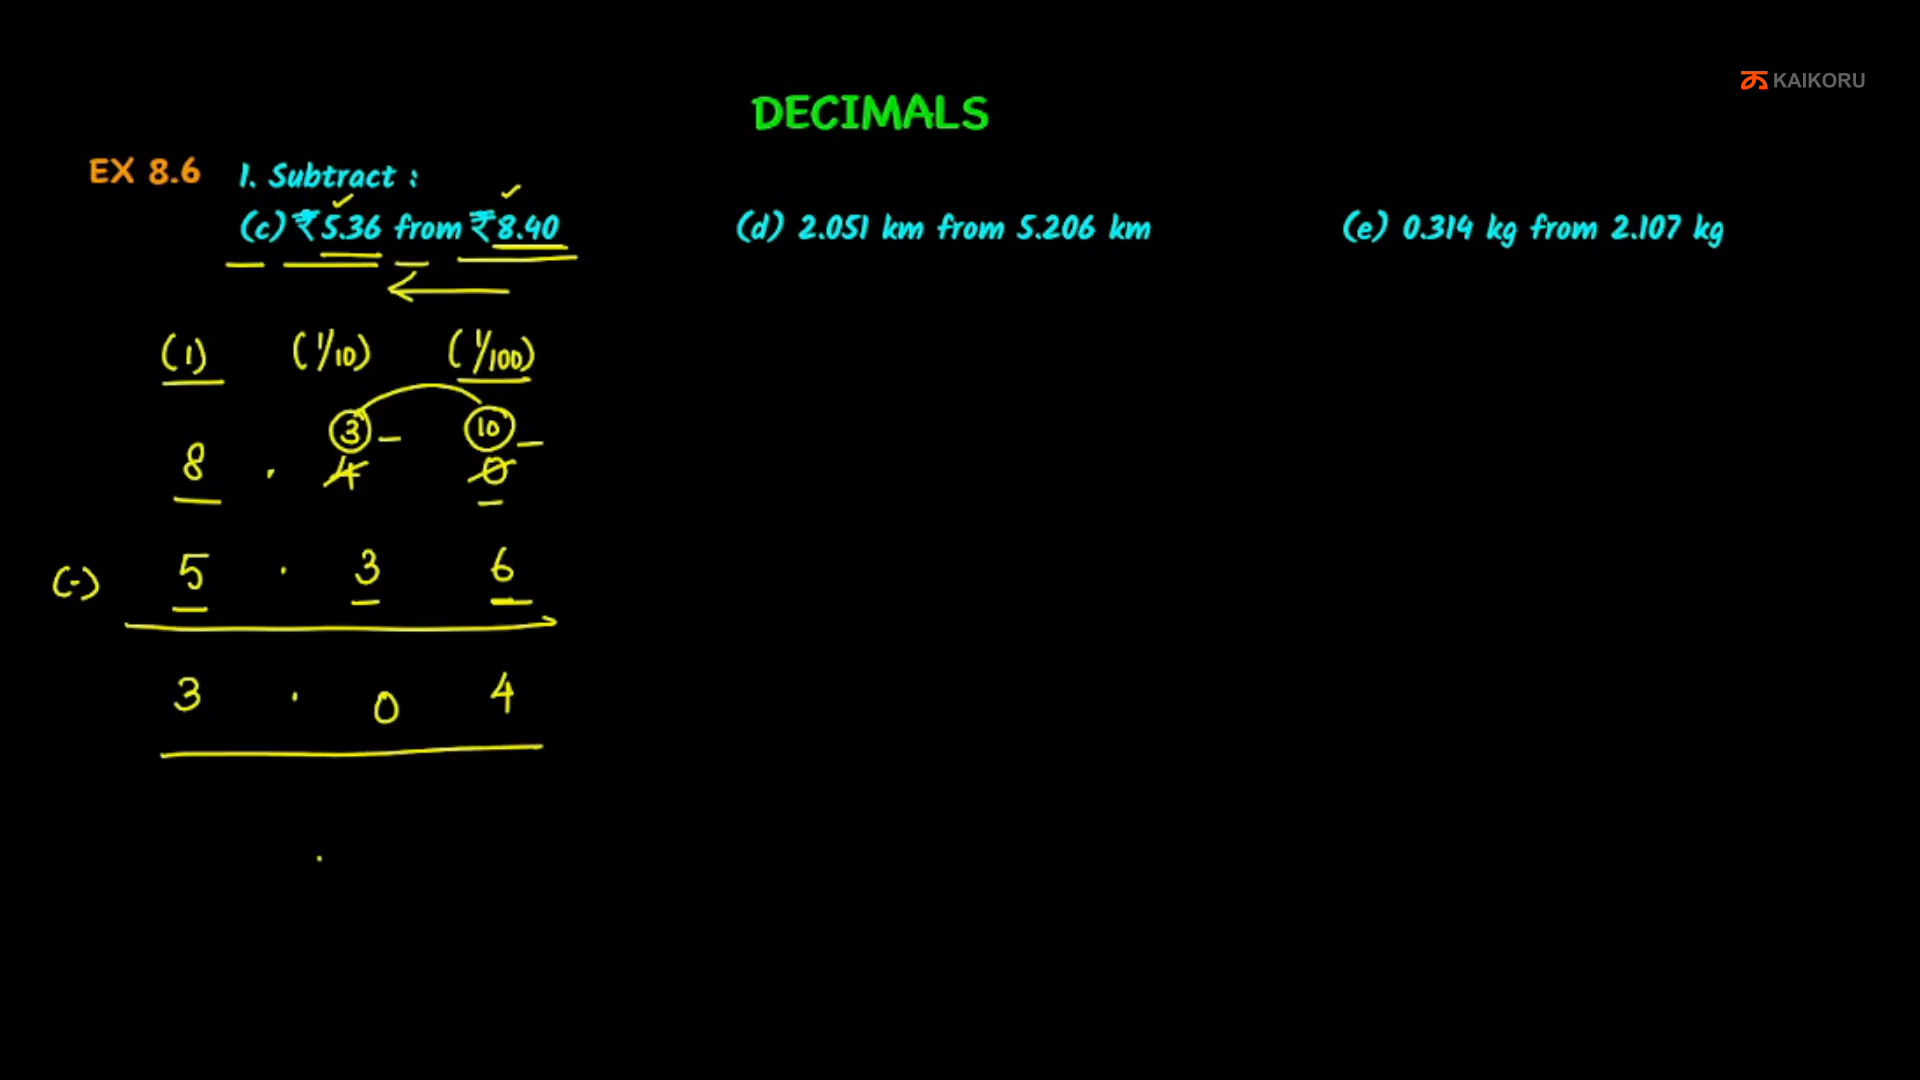 KAIKORU
DECIMALS
EX 8.6 1. Subtract :
(c) ₹ 5.36 from ₹ 8.40 (d) 2.051 km from 5.206 km (e) 0.314 kg from 2.107 kg
(1) (1/10) (1/100)
3 10
8 . 4 0
(-) 5 . 3 6
3 . 0 4